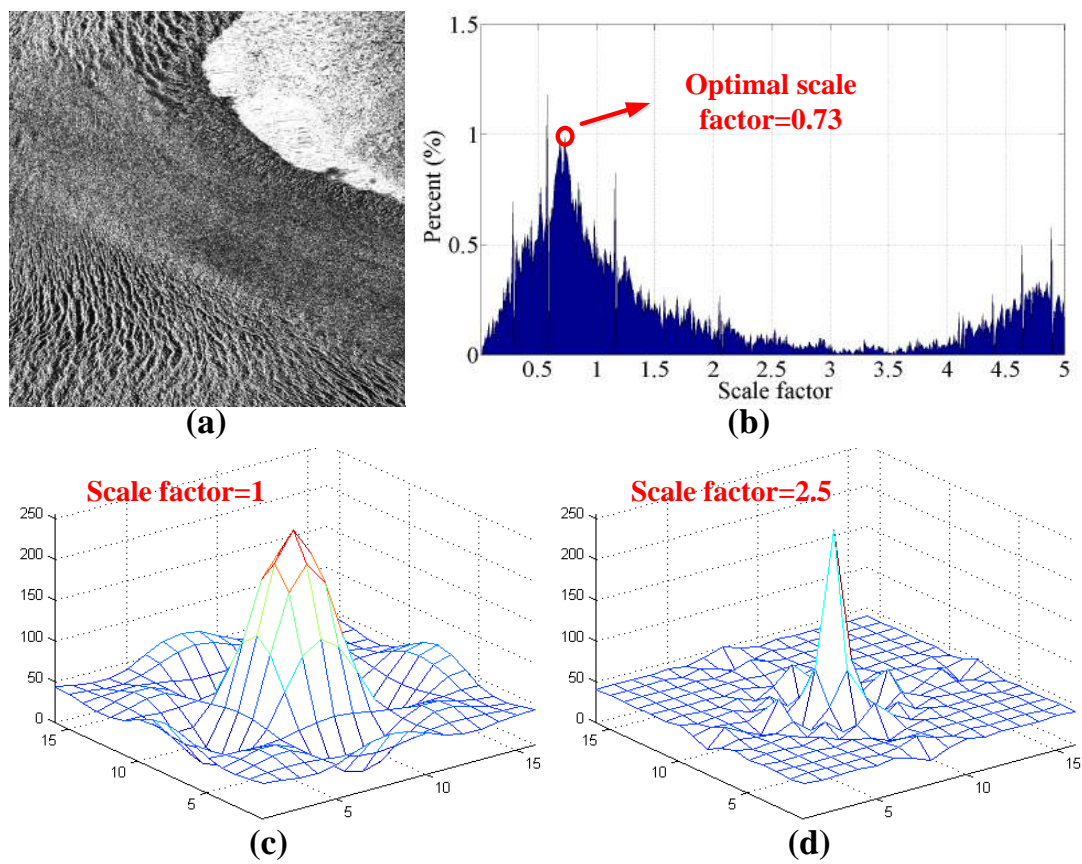 (a)
1.5
1
0.5
0
Percent (%)
Optimal scale
factor=0.73
0.5 1 1.5 2 2.5 3 3.5 4 4.5 5
Scale factor
(b)
Scale factor=1
250
200
150
100
50
0
15
10
5
5
10
15
(c)
Scale factor=2.5
250
200
150
100
50
0
15
10
5
5
10
15
(d)